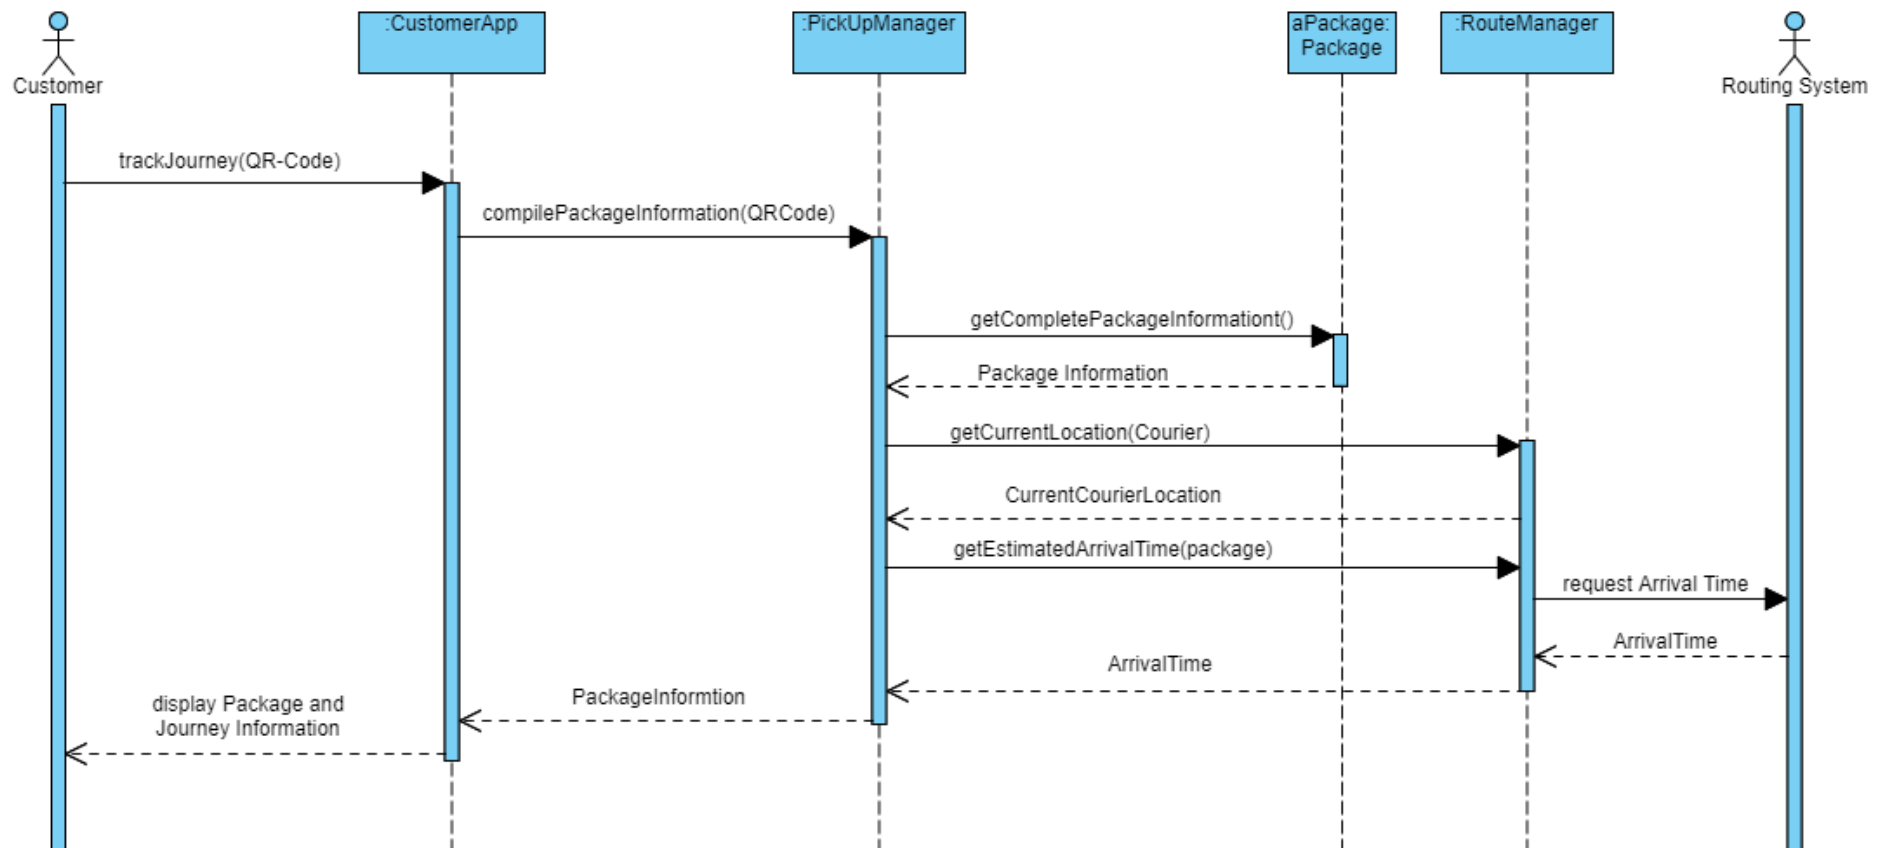 :CustomerApp
:PickUpManager
aPackage:
Package
:RouteManager
Customer
Routing System
trackJourney(QR-Code)
compilePackageInformation(QRCode)
getCompletePackageInformationt()
Package Information
getCurrentLocation(Courier)
CurrentCourierLocation
getEstimatedArrivalTime(package)
request Arrival Time
ArrivalTime
ArrivalTime
PackageInformtion
display Package and
Journey Information